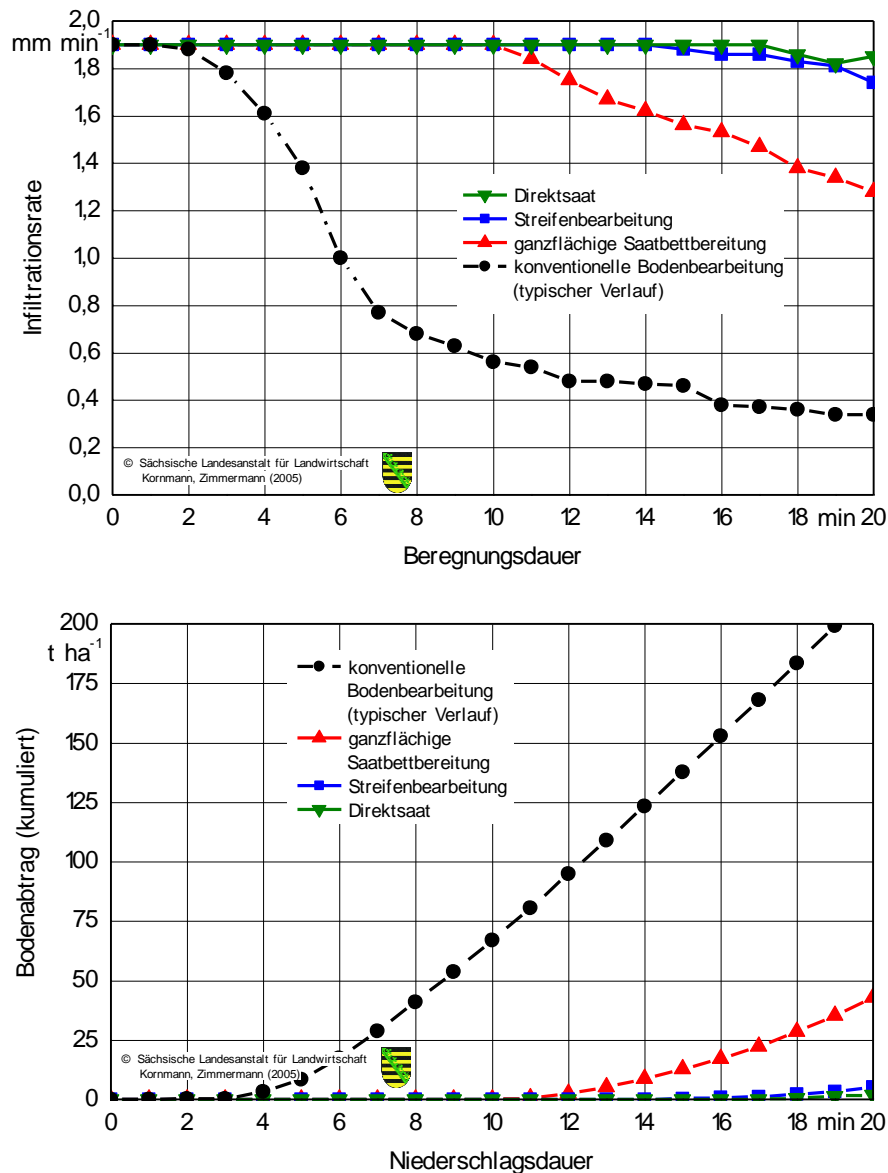 2,0
mm min-1
1,8
1,6
1,4
1,2
1,0
0,8
0,6
0,4
0,2
0,0
Infiltrationsrate
Direktsaat
Streifenbearbeitung
ganzflächige Saatbettbereitung
konventionelle Bodenbearbeitung
(typischer Verlauf)
© Sächsische Landesanstalt für Landwirtschaft
Kornmann, Zimmermann (2005)
0 2 4 6 8 10 12 14 16 18 min 20
Beregnungsdauer
200
t ha-1
175
150
125
100
75
50
25
0
Bodenabtrag (kumuliert)
konventionelle
Bodenbearbeitung
(typischer Verlauf)
ganzflächige
Saatbettbereitung
Streifenbearbeitung
Direktsaat
© Sächsische Landesanstalt für Landwirtschaft
Kornmann, Zimmermann (2005)
0 2 4 6 8 10 12 14 16 18 min 20
Niederschlagsdauer